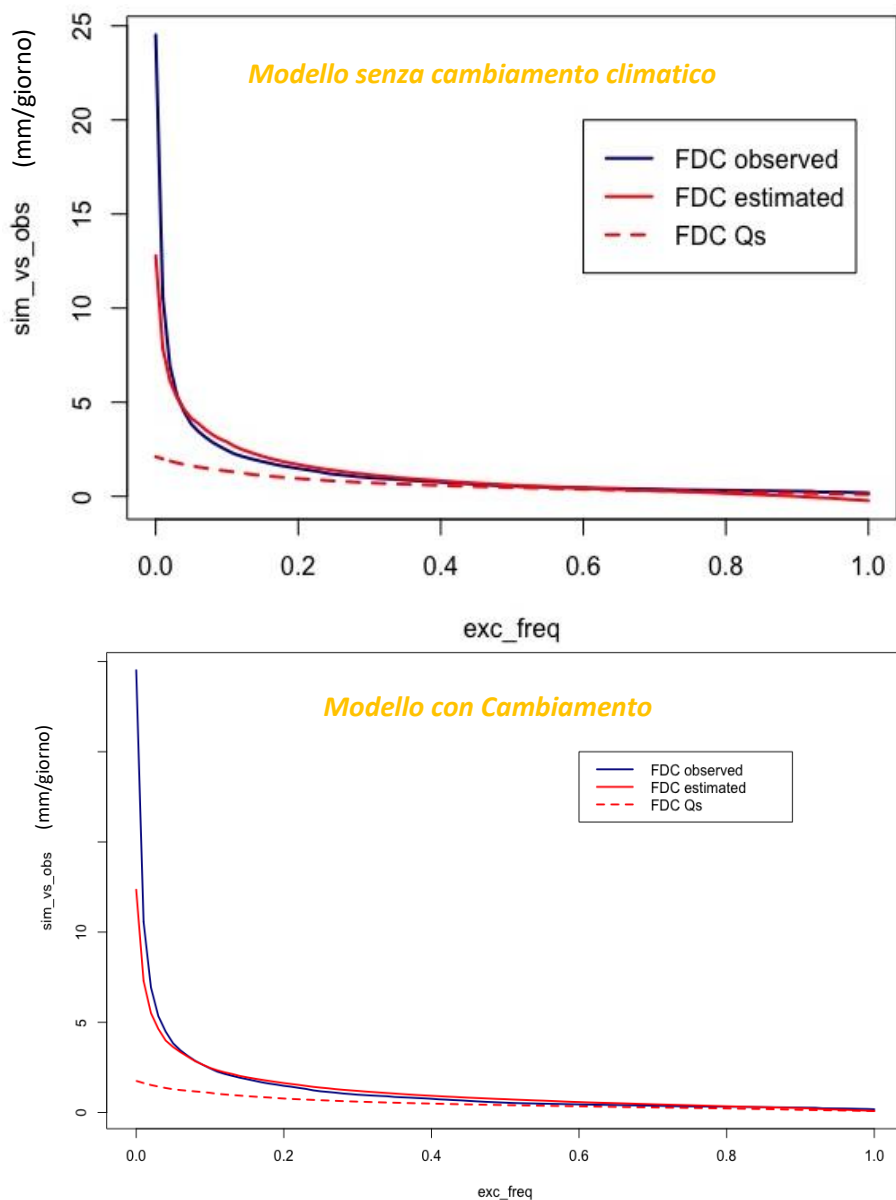 Modello senza cambiamento climatico
sim_vs_obs (mm/giorno)
25
20
15
10
5
0
FDC observed
FDC estimated
FDC Qs
0.0 0.2 0.4 0.6 0.8 1.0
exc_freq
Modello con Cambiamento
sim_vs_obs (mm/giorno)
10
5
0
FDC observed
FDC estimated
FDC Qs
0.0 0.2 0.4 0.6 0.8 1.0
exc_freq